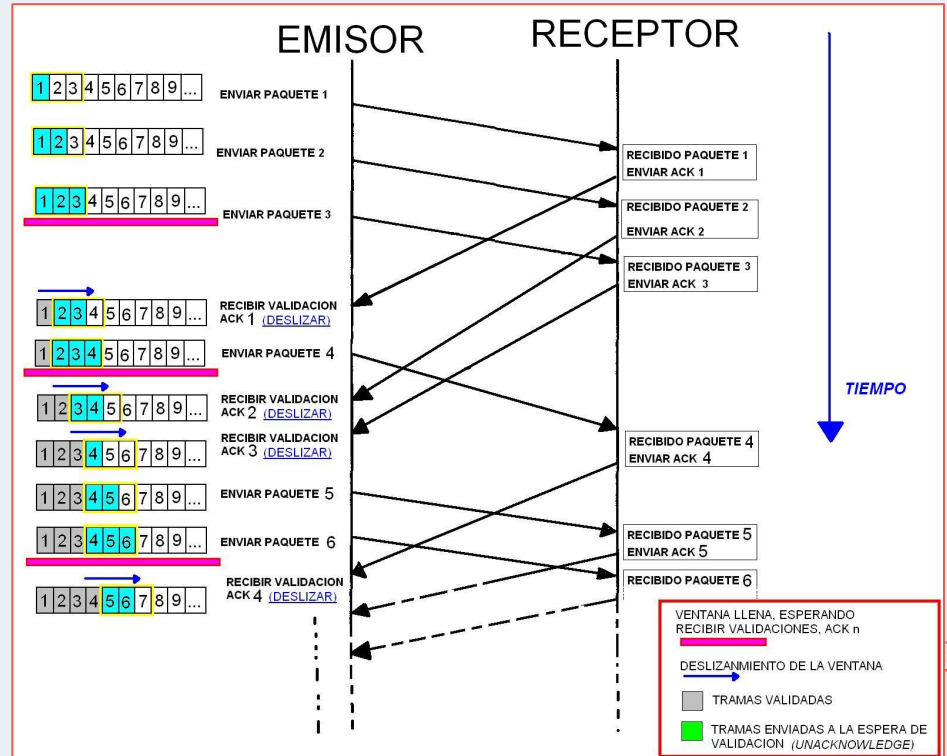 EMISOR
RECEPTOR
1 2 3 4 5 6 7 8 9 ...
ENVIAR PAQUETE 1
1 2 3 4 5 6 7 8 9 ...
ENVIAR PAQUETE 2
RECIBIDO PAQUETE 1
ENVIAR ACK 1
1 2 3 4 5 6 7 8 9 ...
ENVIAR PAQUETE 3
RECIBIDO PAQUETE 2
ENVIAR ACK 2
RECIBIDO PAQUETE 3
ENVIAR ACK 3
1 2 3 4 5 6 7 8 9 ...
RECIBIR VALIDACION
ACK 1 (DESLIZAR)
1 2 3 4 5 6 7 8 9 ...
ENVIAR PAQUETE 4
TIEMPO
1 2 3 4 5 6 7 8 9 ...
RECIBIR VALIDACION
ACK 2 (DESLIZAR)
1 2 3 4 5 6 7 8 9 ...
RECIBIR VALIDACION
ACK 3 (DESLIZAR)
RECIBIDO PAQUETE 4
ENVIAR ACK 4
1 2 3 4 5 6 7 8 9 ...
ENVIAR PAQUETE 5
1 2 3 4 5 6 7 8 9 ...
ENVIAR PAQUETE 6
RECIBIDO PAQUETE 5
ENVIAR ACK 5
1 2 3 4 5 6 7 8 9 ...
RECIBIR VALIDACION
ACK 4 (DESLIZAR)
RECIBIDO PAQUETE 6
VENTANA LLENA, ESPERANDO
RECIBIR VALIDACIONES, ACK n
DESLIZANMIENTO DE LA VENTANA
TRAMAS VALIDADAS
TRAMAS ENVIADAS A LA ESPERA DE
VALIDACION (UNACKNOWLEDGE)